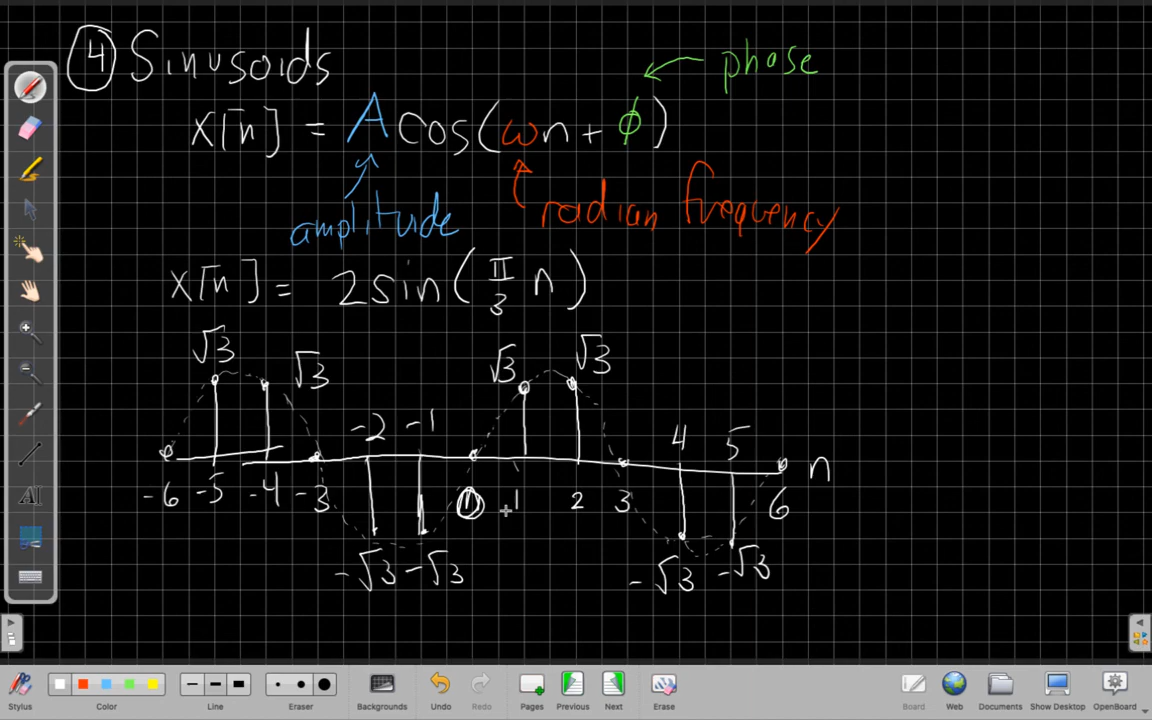 ④ Sinusoids
phase
x[n] = A cos(ωn + ϕ)
amplitude
radian frequency
x[n] = 2 sin(π/3 n)
√3 √3 √3 √3
-2 -1 4 5 n
-6 -5 -4 -3 0 1 2 3 6
-√3 -√3 -√3 -√3
Stylus Color Line Eraser Backgrounds Undo Redo Pages Previous Next Erase Board Web Documents Show Desktop OpenBoard